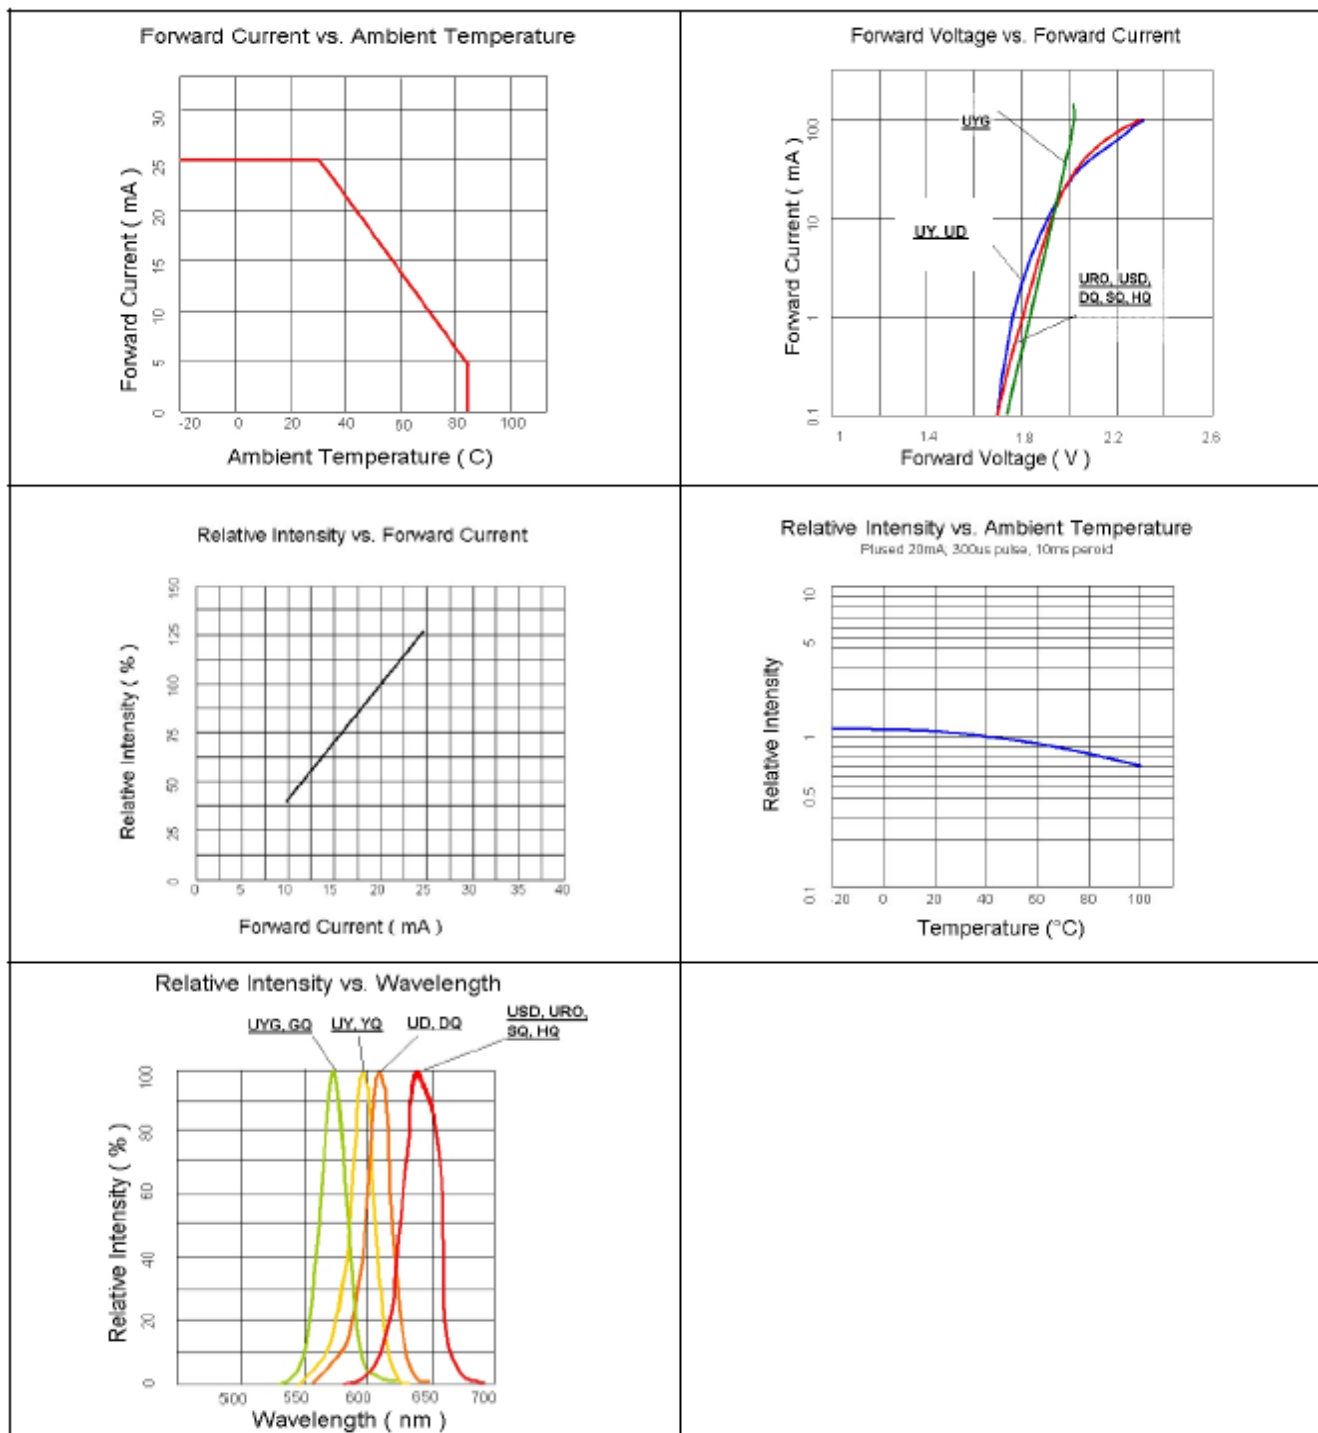 Forward Current vs. Ambient Temperature
Forward Current ( mA )
30
25
20
15
10
5
0
-20 0 20 40 60 80 100
Ambient Temperature ( C)
Forward Voltage vs. Forward Current
Forward Current ( mA )
100
10
1
0.1
UYG
UY, UD
URO, USD,
DQ, SQ, HQ
1 1.4 1.8 2.2 2.6
Forward Voltage ( V )
Relative Intensity vs. Forward Current
Relative Intensity ( % )
150
125
100
75
50
25
0
0 5 10 15 20 25 30 35 40
Forward Current ( mA )
Relative Intensity vs. Ambient Temperature
Plused 20mA; 300us pulse, 10ms peroid
Relative Intensity
10
5
1
0.5
0.1
-20 0 20 40 60 80 100
Temperature (°C)
Relative Intensity vs. Wavelength
UYG, GQ UY, YQ UD, DQ USD, URO,
SQ, HQ
Relative Intensity ( % )
100
80
60
40
20
0
500 550 600 650 700
Wavelength ( nm )